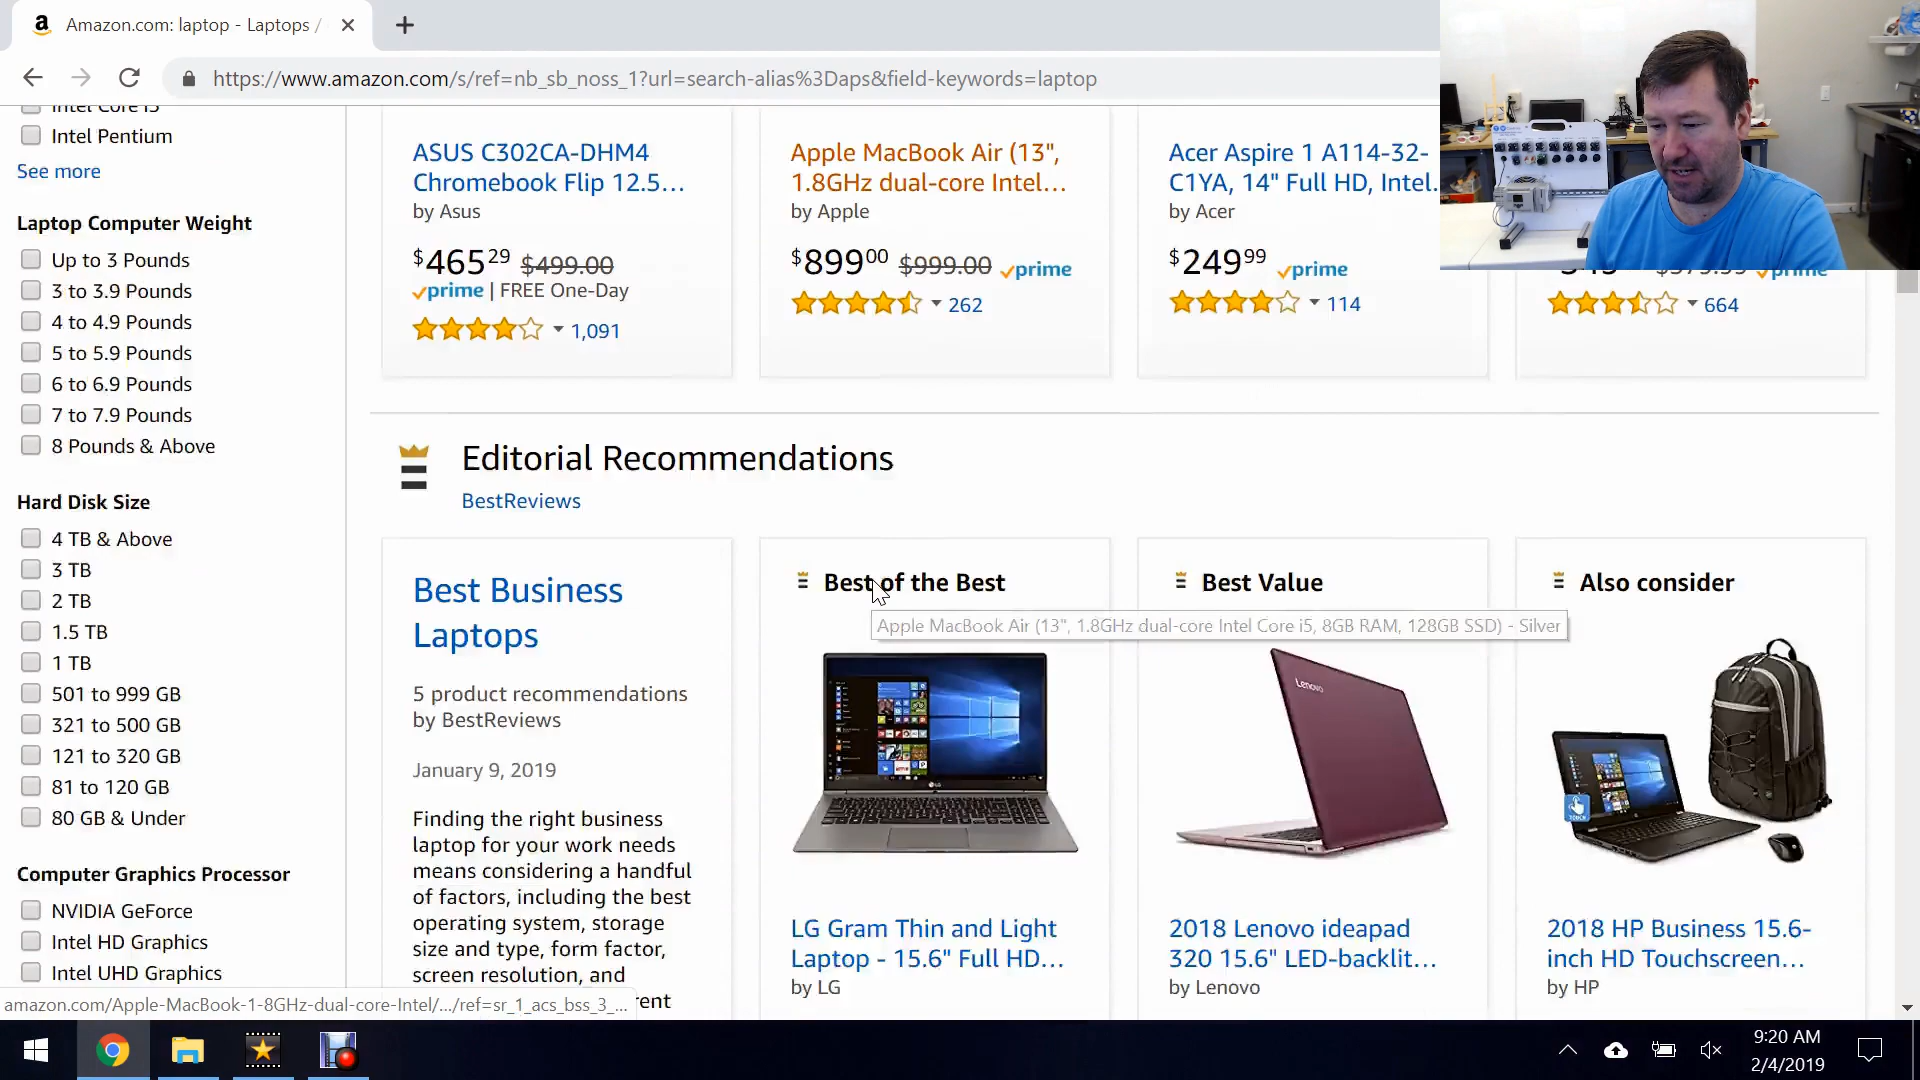 Amazon.com: laptop - Laptops /
https://www.amazon.com/s/ref=nb_sb_noss_1?url=search-alias%3Daps&field-keywords=laptop
Intel Core i5
Intel Pentium
See more
Laptop Computer Weight
Up to 3 Pounds
3 to 3.9 Pounds
4 to 4.9 Pounds
5 to 5.9 Pounds
6 to 6.9 Pounds
7 to 7.9 Pounds
8 Pounds & Above
Hard Disk Size
4 TB & Above
3 TB
2 TB
1.5 TB
1 TB
501 to 999 GB
321 to 500 GB
121 to 320 GB
81 to 120 GB
80 GB & Under
Computer Graphics Processor
NVIDIA GeForce
Intel HD Graphics
Intel UHD Graphics
ASUS C302CA-DHM4
Chromebook Flip 12.5...
by Asus
$465 29 $499.00
prime | FREE One-Day
1,091
Apple MacBook Air (13",
1.8GHz dual-core Intel...
by Apple
$899 00 $999.00 prime
262
Acer Aspire 1 A114-32-
C1YA, 14" Full HD, Intel.
by Acer
$249 99 prime
114
prime
664
Editorial Recommendations
BestReviews
Best Business
Laptops
5 product recommendations
by BestReviews
January 9, 2019
Finding the right business
laptop for your work needs
means considering a handful
of factors, including the best
operating system, storage
size and type, form factor,
screen resolution, and
rent
Best of the Best
Apple MacBook Air (13", 1.8GHz dual-core Intel Core i5, 8GB RAM, 128GB SSD) - Silver
LG Gram Thin and Light
Laptop - 15.6" Full HD...
by LG
Best Value
Lenovo
2018 Lenovo ideapad
320 15.6" LED-backlit...
by Lenovo
Also consider
TOUCH
2018 HP Business 15.6-
inch HD Touchscreen...
by HP
amazon.com/Apple-MacBook-1-8GHz-dual-core-Intel/.../ref=sr_1_acs_bss_3_...
9:20 AM
2/4/2019